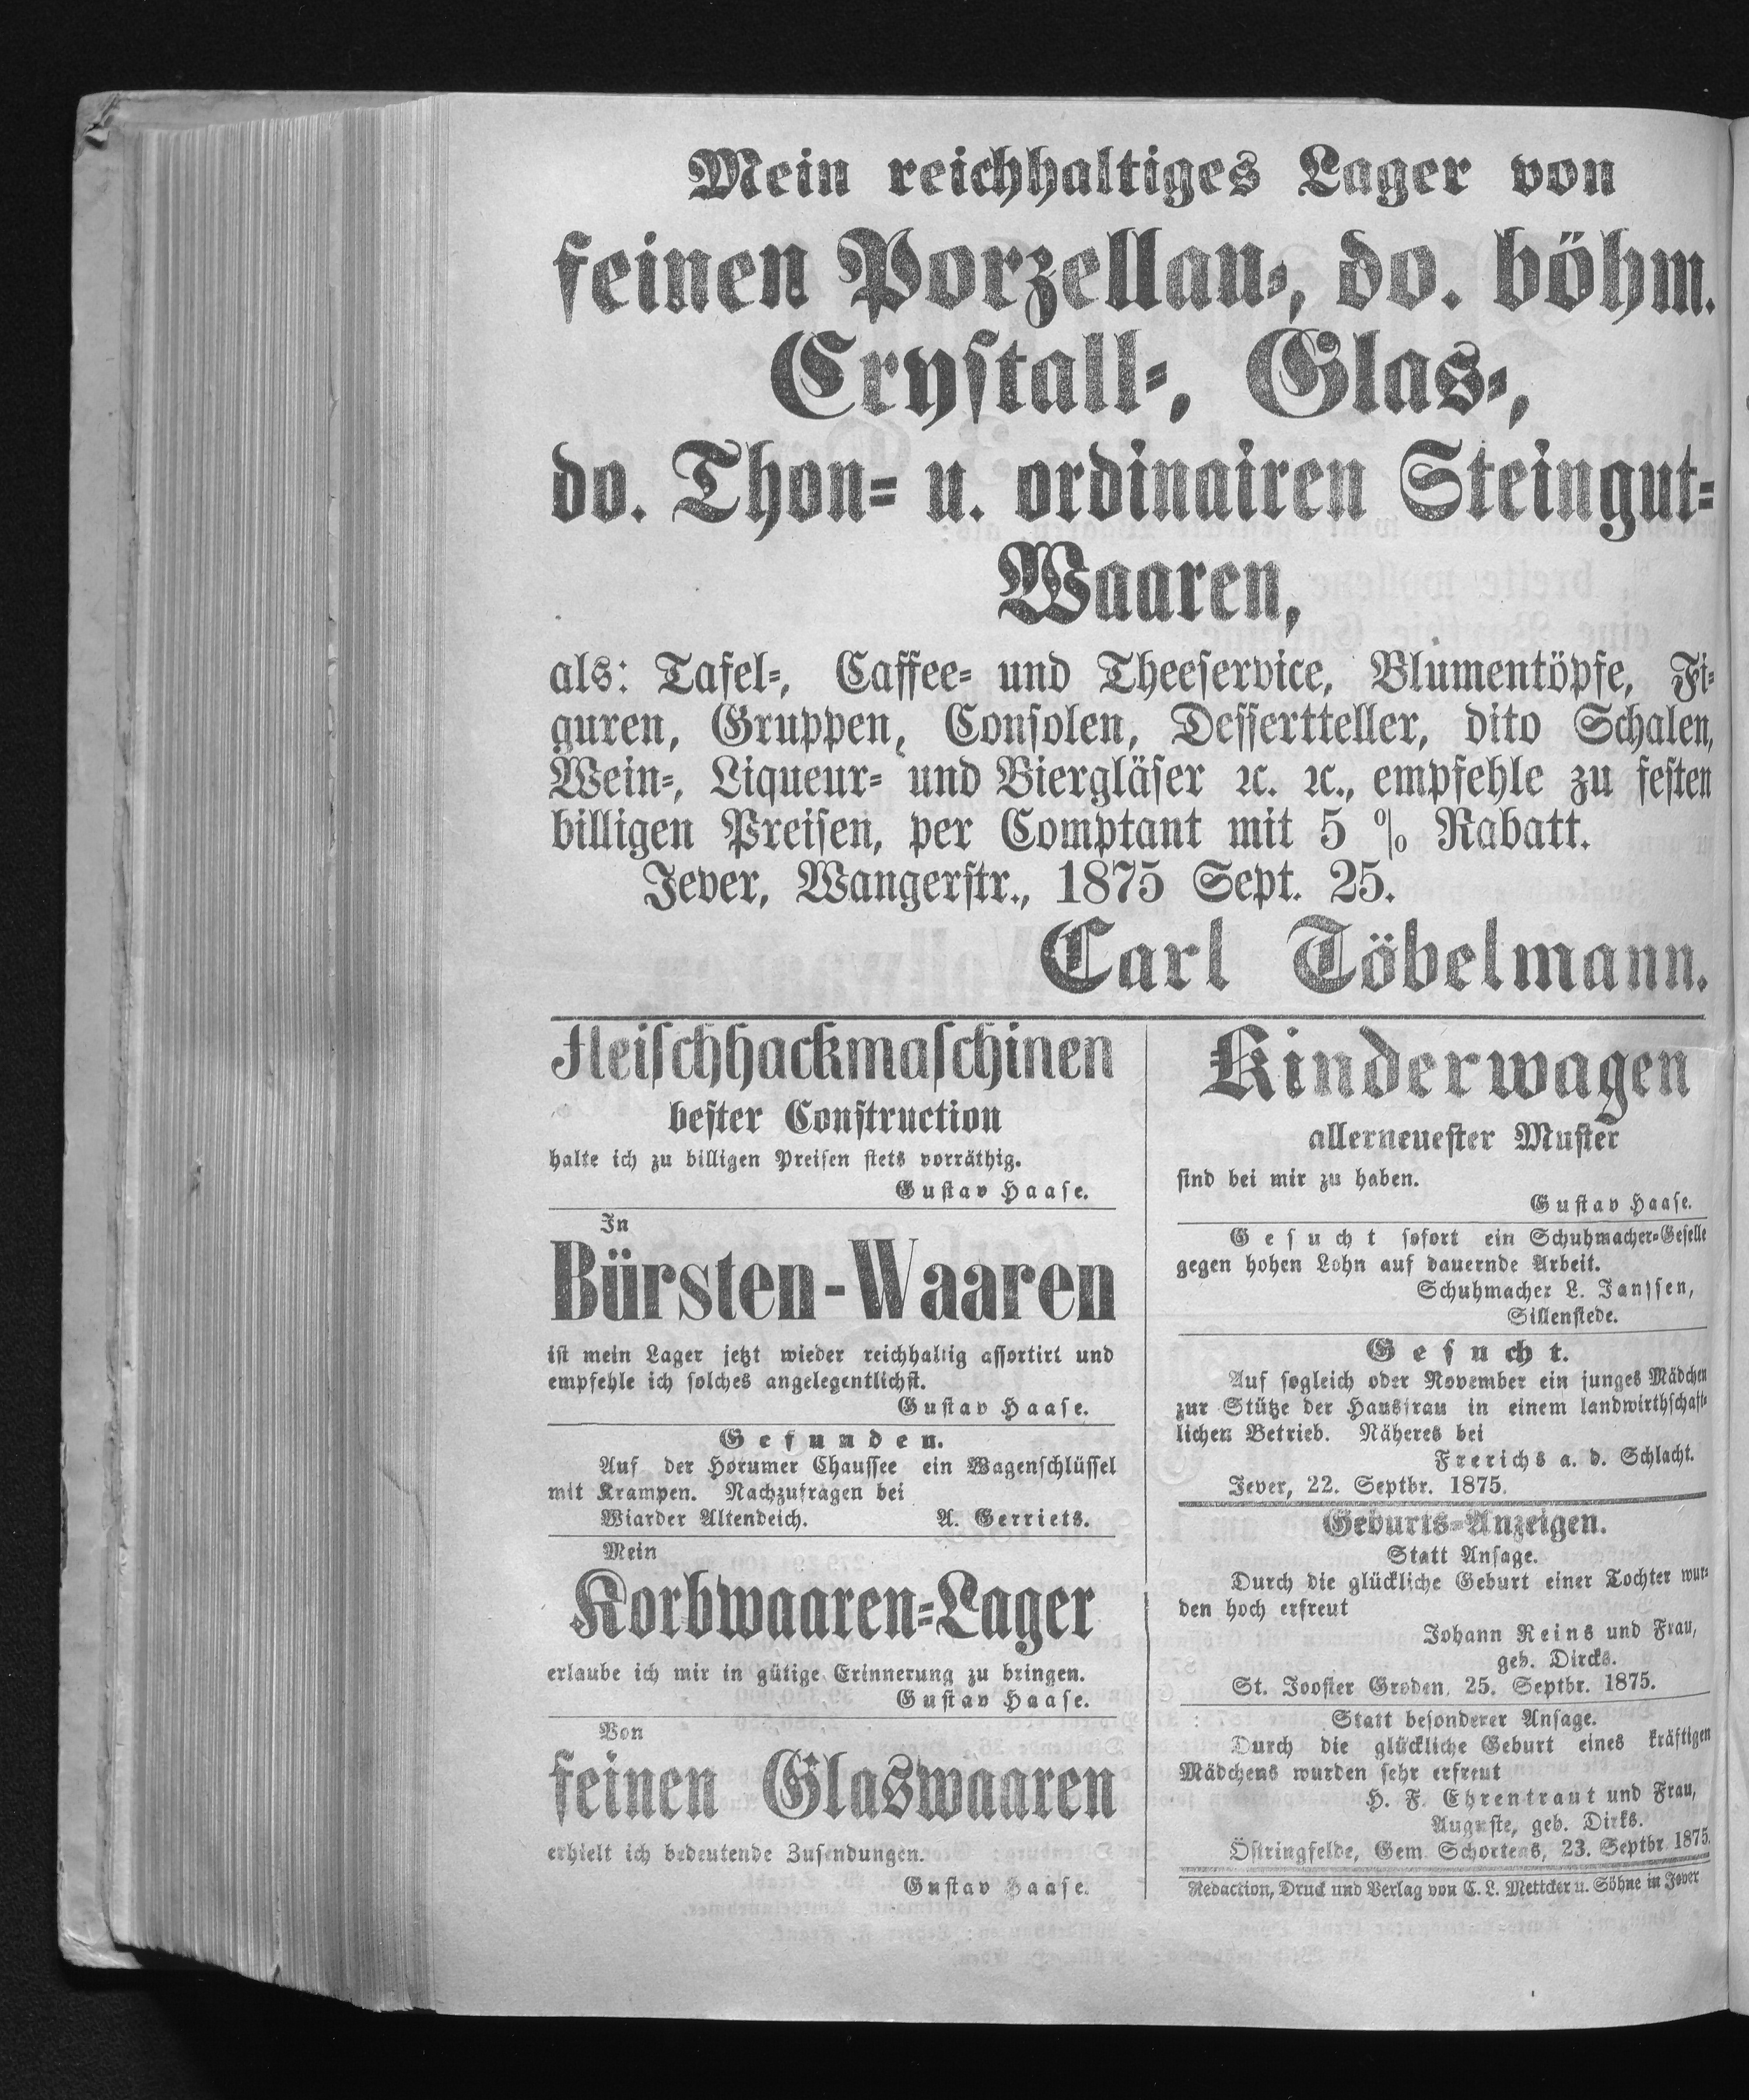 Mein reichhaltiges Lager von
feinen Porzellan-, do. böhm.
Crystall-, Glas-,
do. Thon- u. ordinairen Steingut-
Waaren,
als: Tafel-, Caffee- und Theeservice, Blumentöpfe, Fi-
guren, Gruppen, Consolen, Dessertteller, dito Schalen,
Wein-, Liqueur- und Biergläser ꝛc. ꝛc., empfehle zu festen
billigen Preisen, per Comptant mit 5 % Rabatt.
Jever, Wangerstr., 1875 Sept. 25.
Carl Töbelmann.
Fleischhackmaschinen
bester Construction
halte ich zu billigen Preisen stets vorräthig.
Gustav Haase.
In
Bürsten-Waaren
ist mein Lager jetzt wieder reichhaltig assortirt und
empfehle ich solches angelegentlichst.
Gustav Haase.
Gefunden.
Auf der Horumer Chaussee ein Wagenschlüssel
mit Krampen. Nachzufragen bei
Wiarder Altendeich. A. Gerriets.
Mein
Korbwaaren-Lager
erlaube ich mir in gütige Erinnerung zu bringen.
Gustav Haase.
Von
feinen Glaswaaren
erhielt ich bedeutende Zusendungen.
Gustav Haase.
Kinderwagen
allerneuester Muster
sind bei mir zu haben.
Gustav Haase.
Gesucht sofort ein Schuhmacher-Geselle
gegen hohen Lohn auf dauernde Arbeit.
Schuhmacher L. Janssen,
Sillenstede.
Gesucht.
Auf sogleich oder November ein junges Mädchen
zur Stütze der Hausfrau in einem landwirthschaft-
lichen Betrieb. Näheres bei
Frerichs a. d. Schlacht.
Jever, 22. Septbr. 1875.
Geburts-Anzeigen.
Statt Ansage.
Durch die glückliche Geburt einer Tochter wur-
den hoch erfreut
Johann Reins und Frau,
geb. Dircks.
St. Jooster Groden, 25. Septbr. 1875.
Statt besonderer Ansage.
Durch die glückliche Geburt eines kräftigen
Mädchens wurden sehr erfreut
H. F. Ehrentraut und Frau,
Auguste, geb. Dirks.
Östringfelde, Gem. Schortens, 23. Septbr. 1875.
Redaction, Druck und Verlag von C. L. Mettcker u. Söhne in Jever